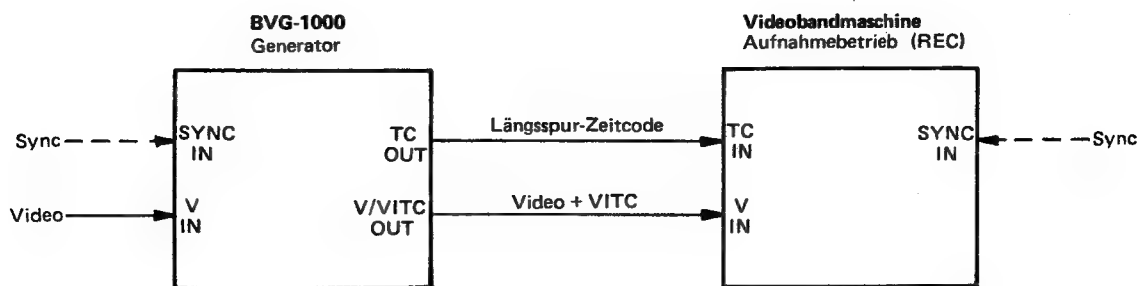 BVG-1000
Generator
Videobandmaschine
Aufnahmebetrieb (REC)
Sync
SYNC
IN
TC
OUT
Längsspur-Zeitcode
TC
IN
SYNC
IN
Sync
Video
V
IN
V/VITC
OUT
Video + VITC
V
IN